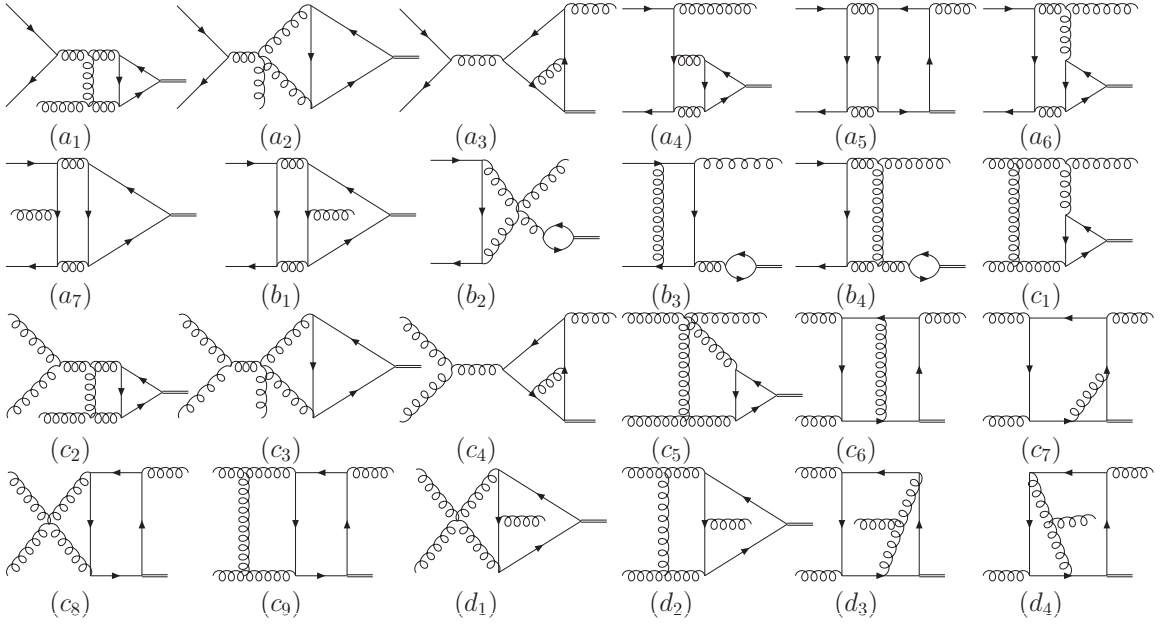 (a₁) (a₂) (a₃) (a₄) (a₅) (a₆)
(a₇) (b₁) (b₂) (b₃) (b₄) (c₁)
(c₂) (c₃) (c₄) (c₅) (c₆) (c₇)
(c₈) (c₉) (d₁) (d₂) (d₃) (d₄)